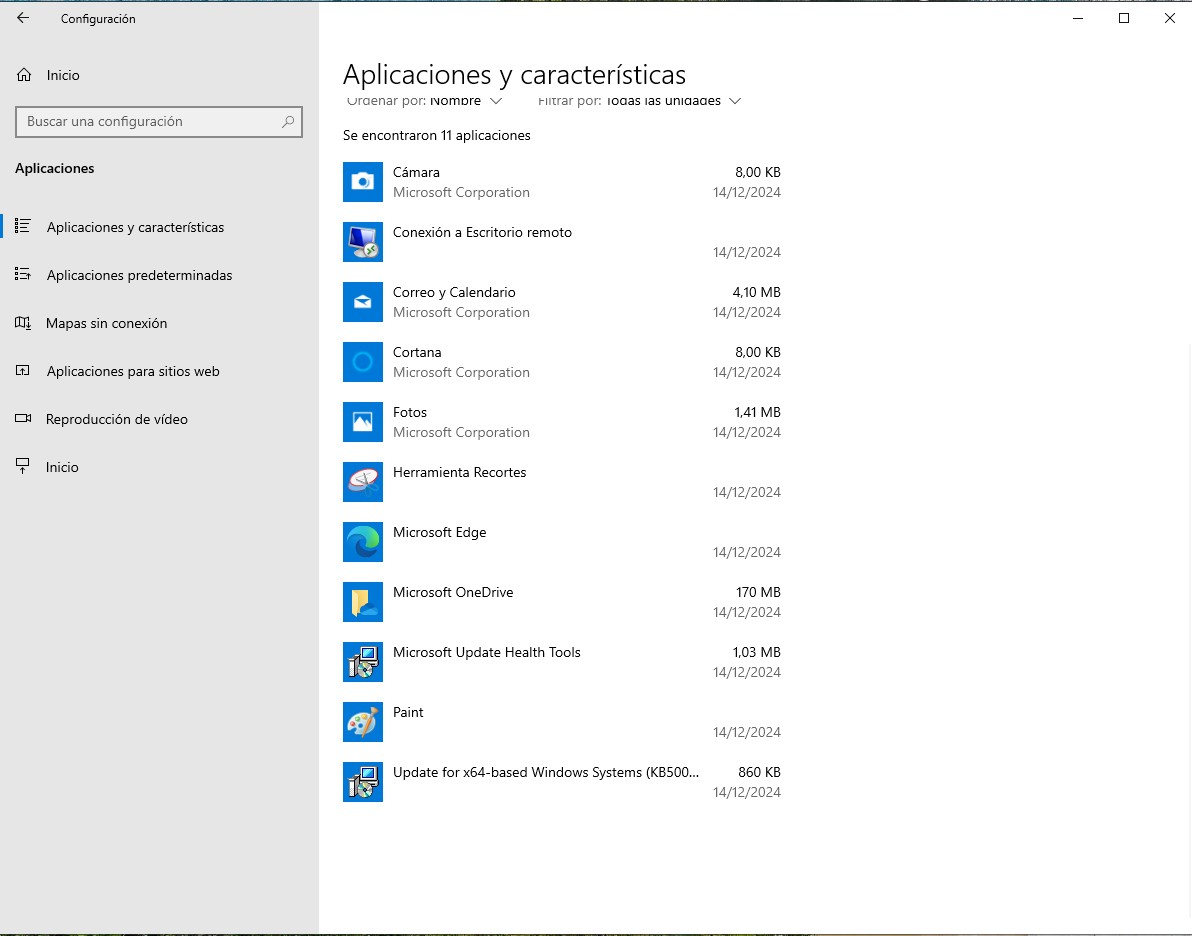 Configuración
Inicio
Buscar una configuración
Aplicaciones
Aplicaciones y características
Aplicaciones predeterminadas
Mapas sin conexión
Aplicaciones para sitios web
Reproducción de vídeo
Inicio
Aplicaciones y características
Ordenar por: Nombre
Filtrar por: Todas las unidades
Se encontraron 11 aplicaciones
Cámara 8,00 KB
Microsoft Corporation 14/12/2024
Conexión a Escritorio remoto
14/12/2024
Correo y Calendario 4,10 MB
Microsoft Corporation 14/12/2024
Cortana 8,00 KB
Microsoft Corporation 14/12/2024
Fotos 1,41 MB
Microsoft Corporation 14/12/2024
Herramienta Recortes
14/12/2024
Microsoft Edge
14/12/2024
Microsoft OneDrive 170 MB
14/12/2024
Microsoft Update Health Tools 1,03 MB
14/12/2024
Paint
14/12/2024
Update for x64-based Windows Systems (KB500... 860 KB
14/12/2024